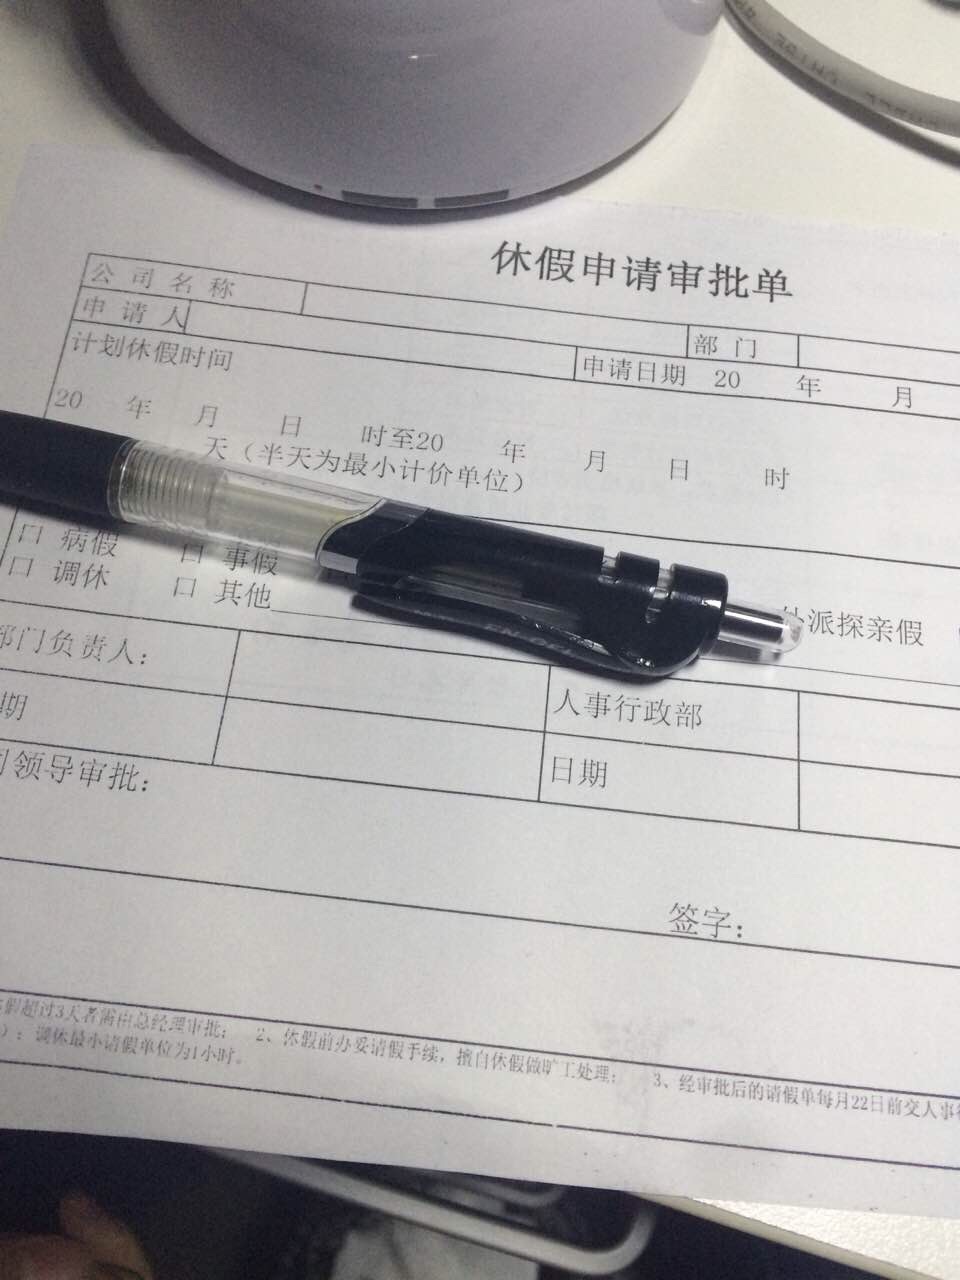 休假申请审批单
公司名称
部门
申请人
申请日期 20 年 月
计划休假时间
20 年 月 日 时至20 年 月 日 时
天（半天为最小计价单位）
口 病假 口 事假
口 调休 口 其他 派探亲假
部门负责人： 人事行政部
期 日期
领导审批：
签字：
假超过3天者需由总经理审批； 2、休假前办妥请假手续，擅自休假做旷工处理； 3、经审批后的请假单每月22日前交人事
）；调休最小请假单位为1小时。